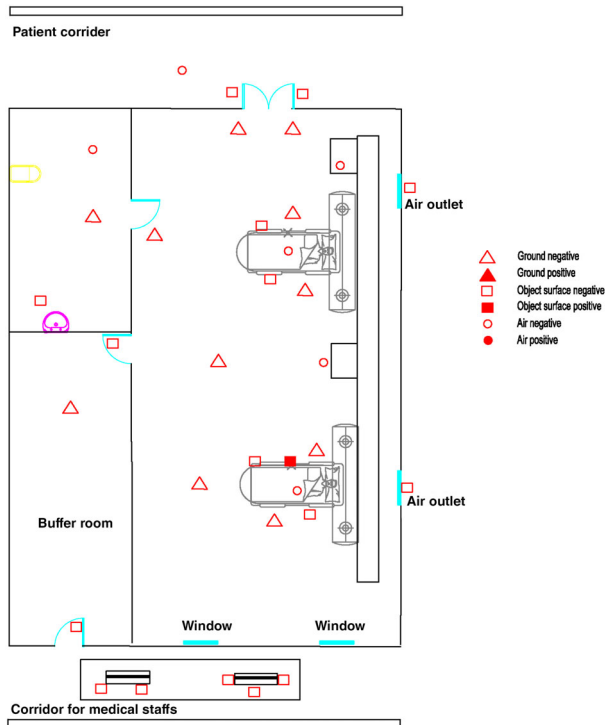 Patient corrider
Air outlet
Ground negative
Ground positive
Object surface negative
Object surface positive
Air negative
Air positive
Air outlet
Buffer room
Window
Window
Corridor for medical staffs